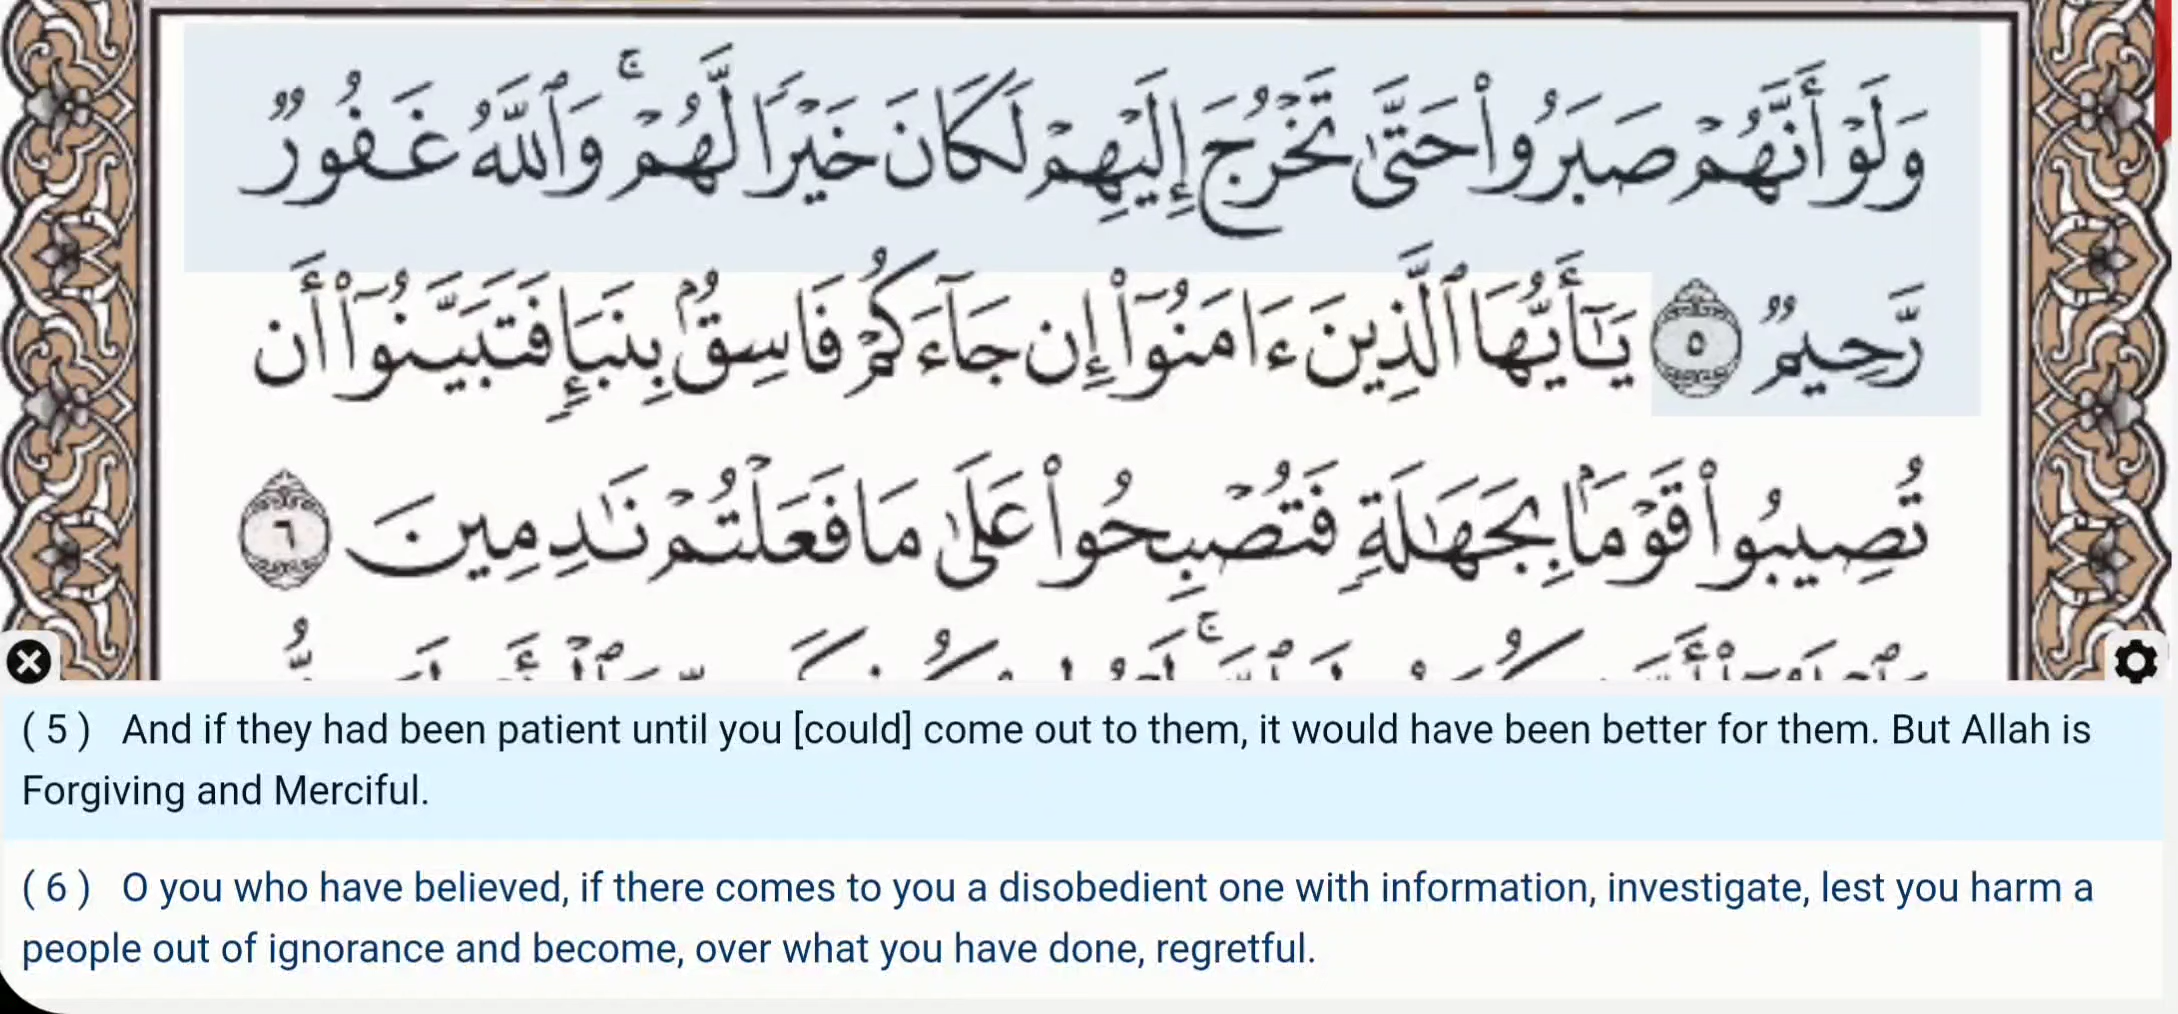 وَلَوْ أَنَّهُمْ صَبَرُوا۟ حَتَّىٰ تَخْرُجَ إِلَيْهِمْ لَكَانَ خَيْرًا لَّهُمْ ۚ وَٱللَّهُ غَفُورٌ
رَّحِيمٌ ٥ يَـٰٓأَيُّهَا ٱلَّذِينَ ءَامَنُوٓا۟ إِن جَآءَكُمْ فَاسِقٌۢ بِنَبَإٍ فَتَبَيَّنُوٓا۟ أَن
تُصِيبُوا۟ قَوْمًۢا بِجَهَـٰلَةٍ فَتُصْبِحُوا۟ عَلَىٰ مَا فَعَلْتُمْ نَـٰدِمِينَ ٦
( 5 ) And if they had been patient until you [could] come out to them, it would have been better for them. But Allah is
Forgiving and Merciful.
( 6 ) O you who have believed, if there comes to you a disobedient one with information, investigate, lest you harm a
people out of ignorance and become, over what you have done, regretful.